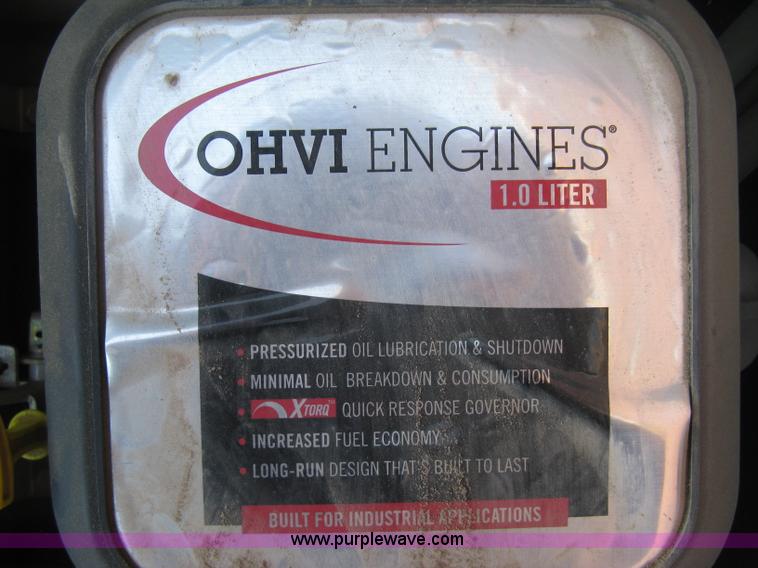 OHVI ENGINES®
1.0 LITER
• PRESSURIZED OIL LUBRICATION & SHUTDOWN
• MINIMAL OIL BREAKDOWN & CONSUMPTION
• XTORQ™ QUICK RESPONSE GOVERNOR
• INCREASED FUEL ECONOMY
• LONG-RUN DESIGN THAT'S BUILT TO LAST
BUILT FOR INDUSTRIAL APPLICATIONS
www.purplewave.com